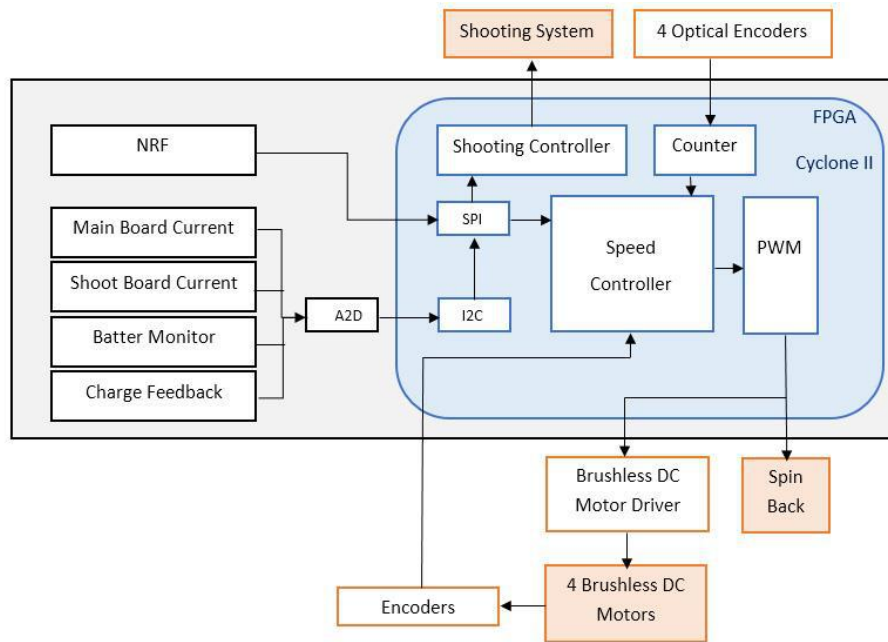 Shooting System
4 Optical Encoders
FPGA
Cyclone II
NRF
Shooting Controller
Counter
Main Board Current
SPI
Speed
Controller
PWM
Shoot Board Current
A2D
I2C
Batter Monitor
Charge Feedback
Brushless DC
Motor Driver
Spin
Back
Encoders
4 Brushless DC
Motors